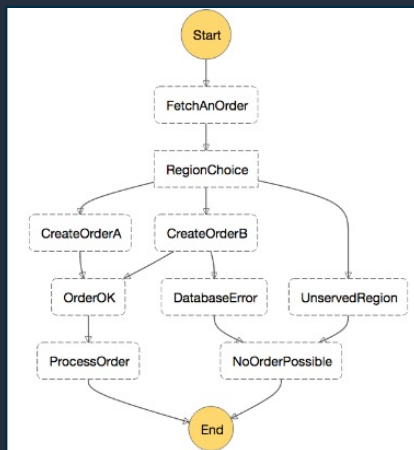 Start
FetchAnOrder
RegionChoice
CreateOrderA
CreateOrderB
OrderOK
DatabaseError
UnservedRegion
ProcessOrder
NoOrderPossible
End